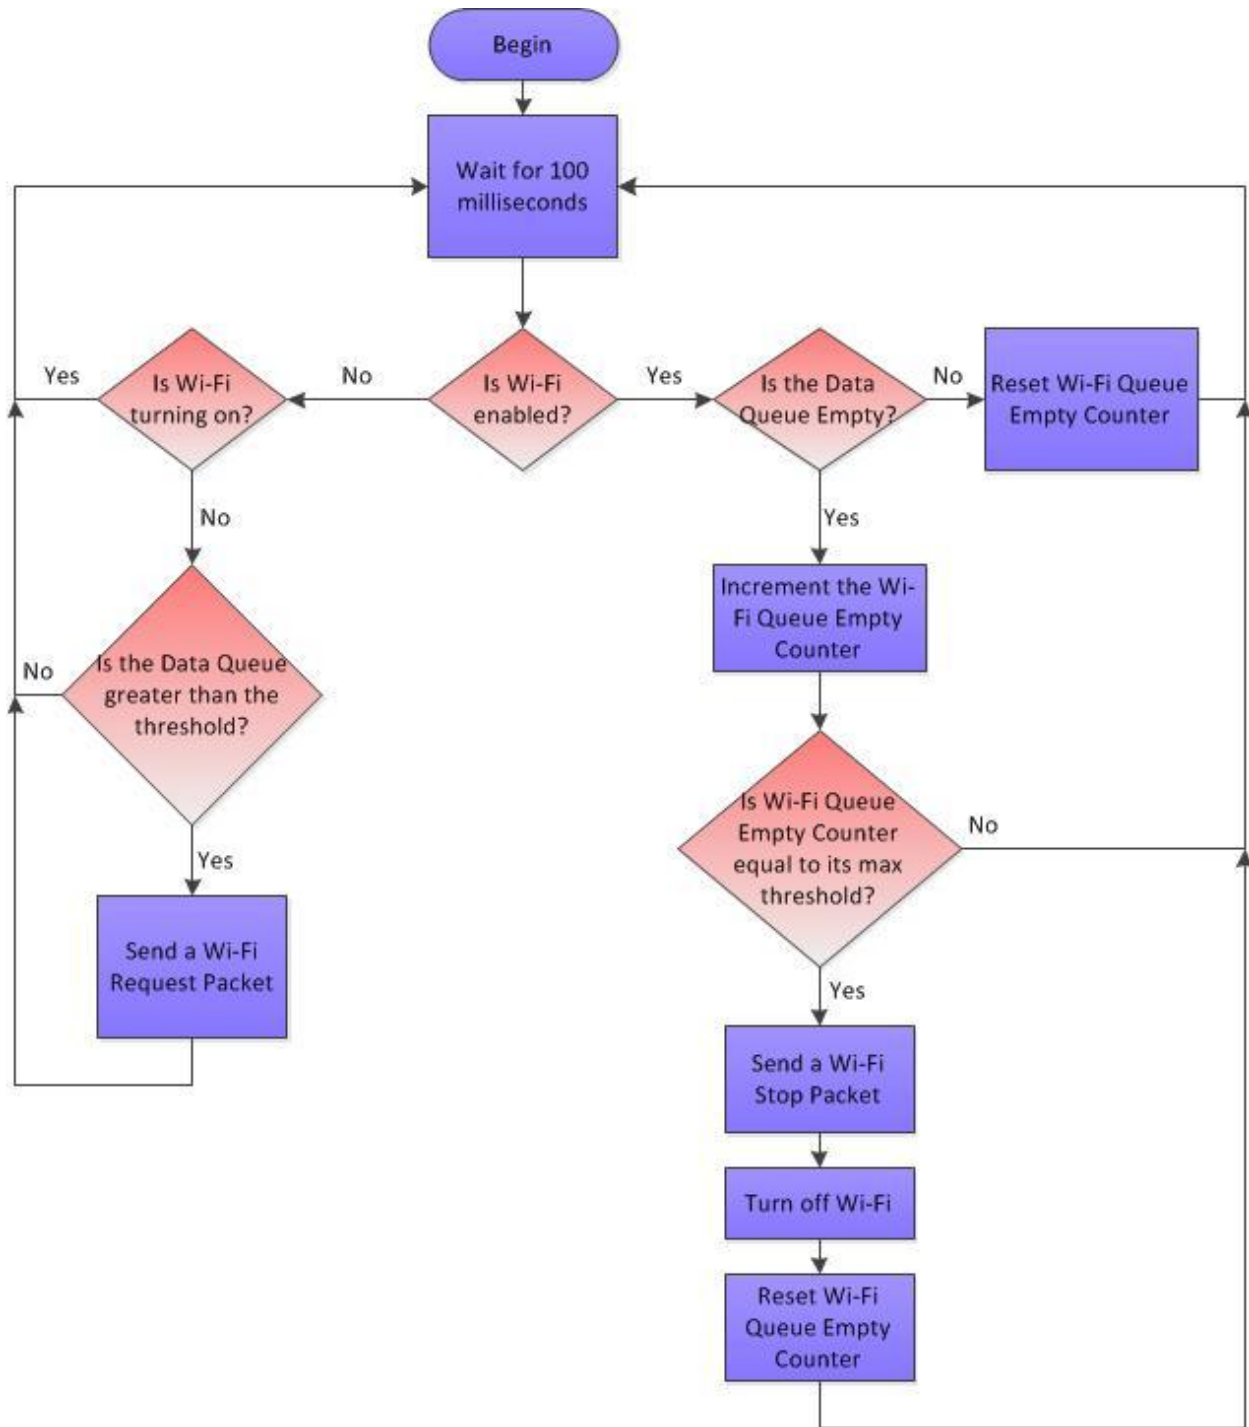 Begin
Wait for 100
milliseconds
Yes
Is Wi-Fi
turning on?
No
Is Wi-Fi
enabled?
Yes
Is the Data
Queue Empty?
No
Reset Wi-Fi Queue
Empty Counter
No
Yes
Increment the Wi-
Fi Queue Empty
Counter
No
Is the Data Queue
greater than the
threshold?
Yes
Is Wi-Fi Queue
Empty Counter
equal to its max
threshold?
No
Send a Wi-Fi
Request Packet
Yes
Send a Wi-Fi
Stop Packet
Turn off Wi-Fi
Reset Wi-Fi
Queue Empty
Counter